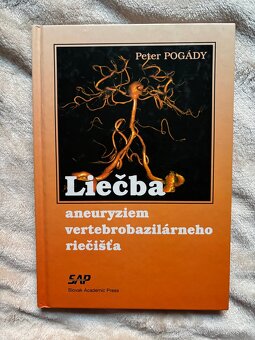 Peter POGÁDY
Liečba
aneuryziem
vertebrobazilárneho
riečišťa
SAP
Slovak Academic Press